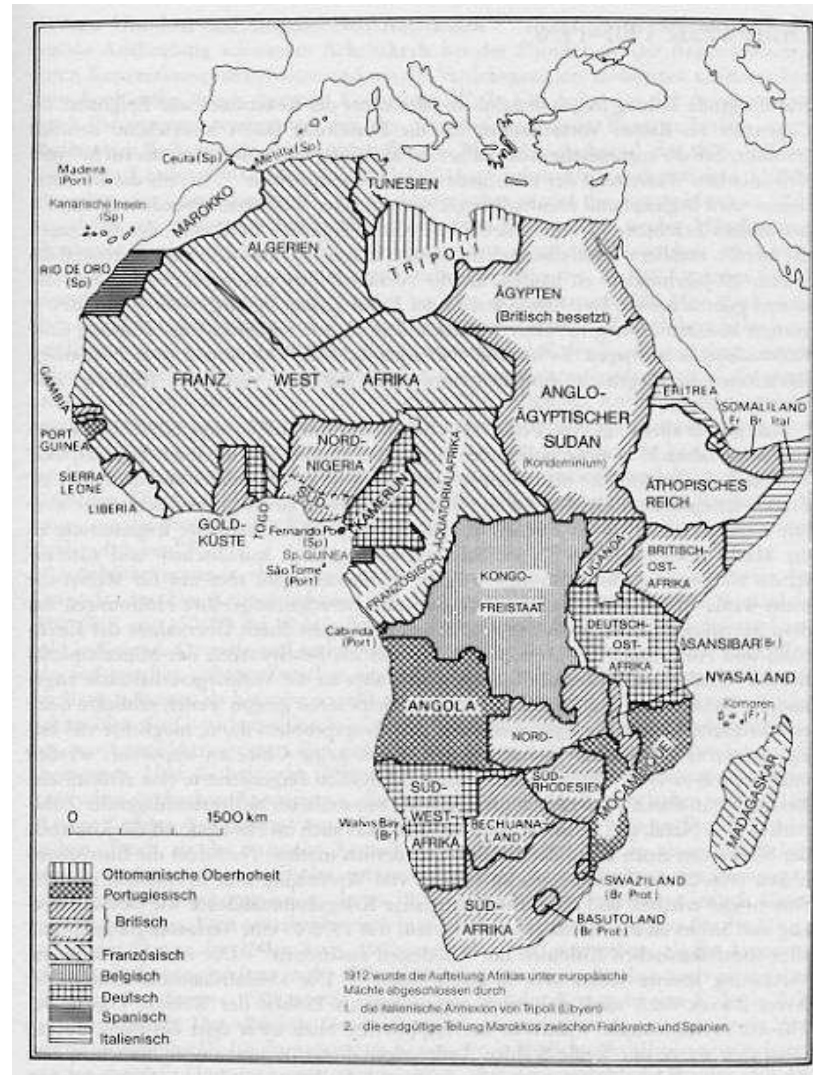 Madeira
(Port)
Kanarische Inseln
(Sp)
Ceuta (Sp)
Melilla (Sp)
MAROKKO
TUNESIEN
ALGERIEN
TRIPOLI
RIO DE ORO
(Sp)
ÄGYPTEN
(Britisch besetzt)
FRANZ - WEST - AFRIKA
ANGLO-
ÄGYPTISCHER
SUDAN
(Kondominium)
ERITREA
SOMALILAND
Fr. Br. Ital
GAMBIA
PORT
GUINEA
SIERRA
LEONE
LIBERIA
GOLD-
KÜSTE
TOGO
NORD-
NIGERIA
SÜD
KAMERUN
FRANZÖSISCH-ÄQUATORIALAFRIKA
ÄTHOPISCHES
REICH
Fernando Poo
(Sp)
Sp. GUINEA
São Tomé
(Port)
UGANDA
BRITISCH-
OST-
AFRIKA
KONGO-
FREISTAAT
Cabinda
(Port)
DEUTSCH-
OST-
AFRIKA
SANSIBAR (Br.)
NYASALAND
Komoren
(Fr)
ANGOLA
NORD-
SÜD-
RHODESIEN
MOÇAMBIQUE
MADAGASKAR
SÜD-
WEST-
AFRIKA
Walvis Bay
(Br)
BECHUANA-
LAND
SWAZILAND
(Br Prot)
BASUTOLAND
(Br Prot)
SÜD-
AFRIKA
0 1500 km
Ottomanische Oberhoheit
Portugiesisch
Britisch
Französisch
Belgisch
Deutsch
Spanisch
Italienisch
1912 wurde die Aufteilung Afrikas unter europäische
Mächte abgeschlossen durch
1. die italienische Annexion von Tripoli (Libyen)
2. die endgültige Teilung Marokkos zwischen Frankreich und Spanien.